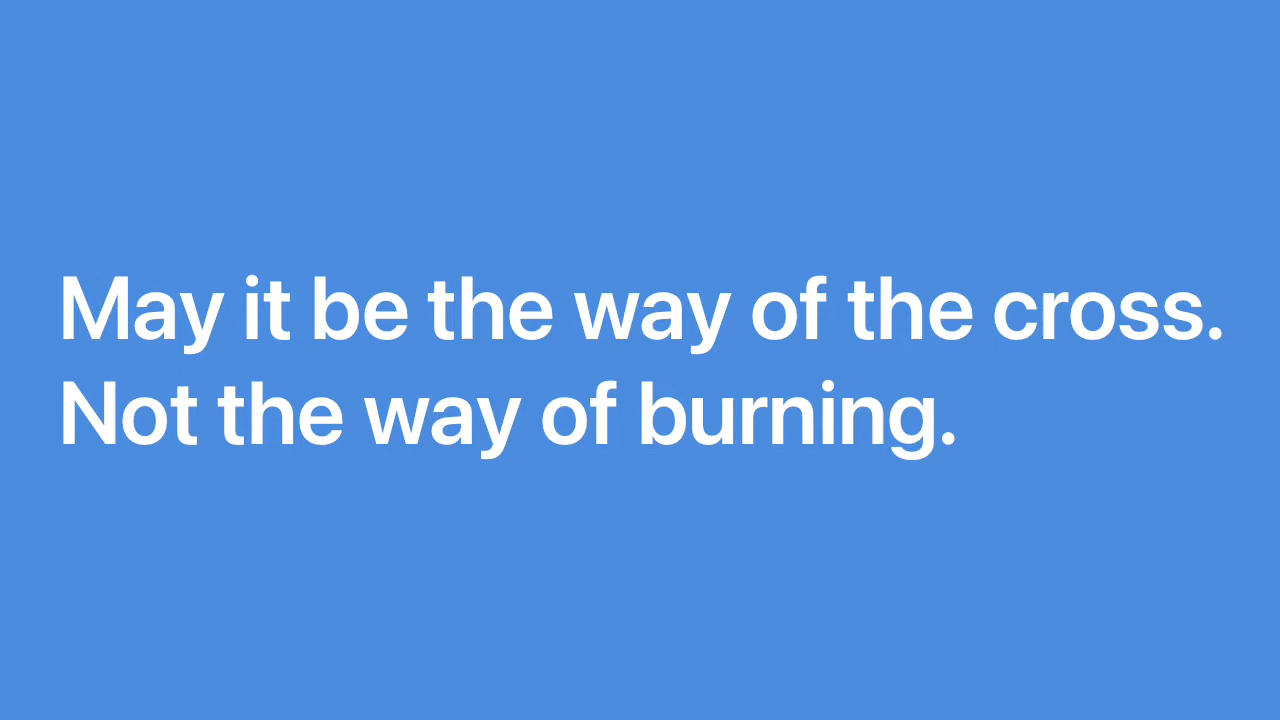 May it be the way of the cross.
Not the way of burning.